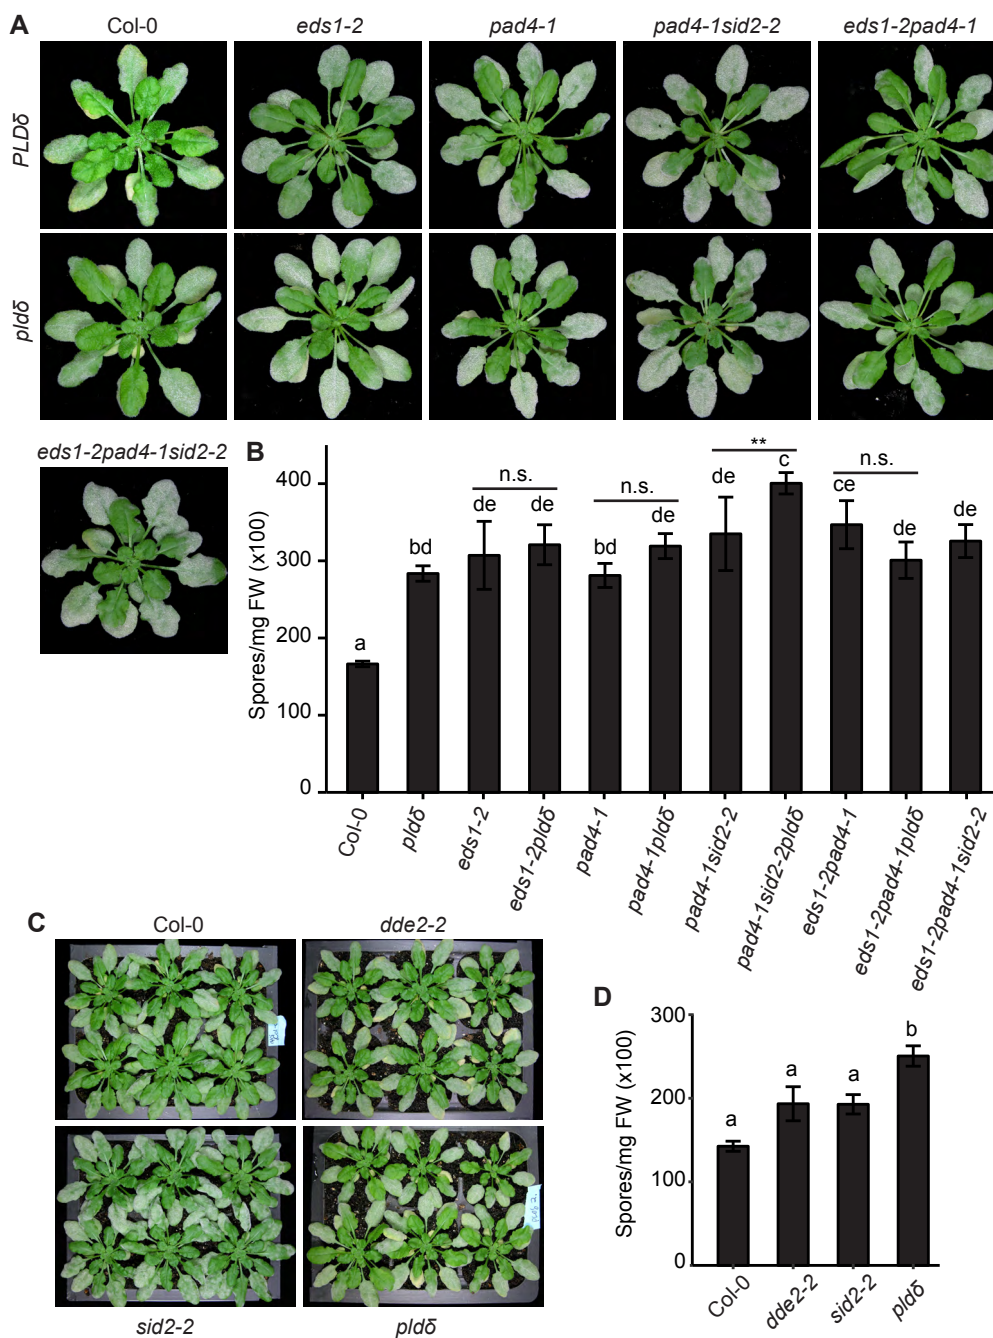 A
Col-0
eds1-2
pad4-1
pad4-1sid2-2
eds1-2pad4-1
PLDδ
pldδ
eds1-2pad4-1sid2-2
B
Spores/mg FW (x100)
400
300
200
100
0
a
bd
de
n.s.
de
bd
n.s.
de
de
**
c
ce
n.s.
de
de
Col-0
pldδ
eds1-2
eds1-2pldδ
pad4-1
pad4-1pldδ
pad4-1sid2-2
pad4-1sid2-2pldδ
eds1-2pad4-1
eds1-2pad4-1pldδ
eds1-2pad4-1sid2-2
C
Col-0
dde2-2
sid2-2
pldδ
D
Spores/mg FW (x100)
300
200
100
0
a
a
a
b
Col-0
dde2-2
sid2-2
pldδ